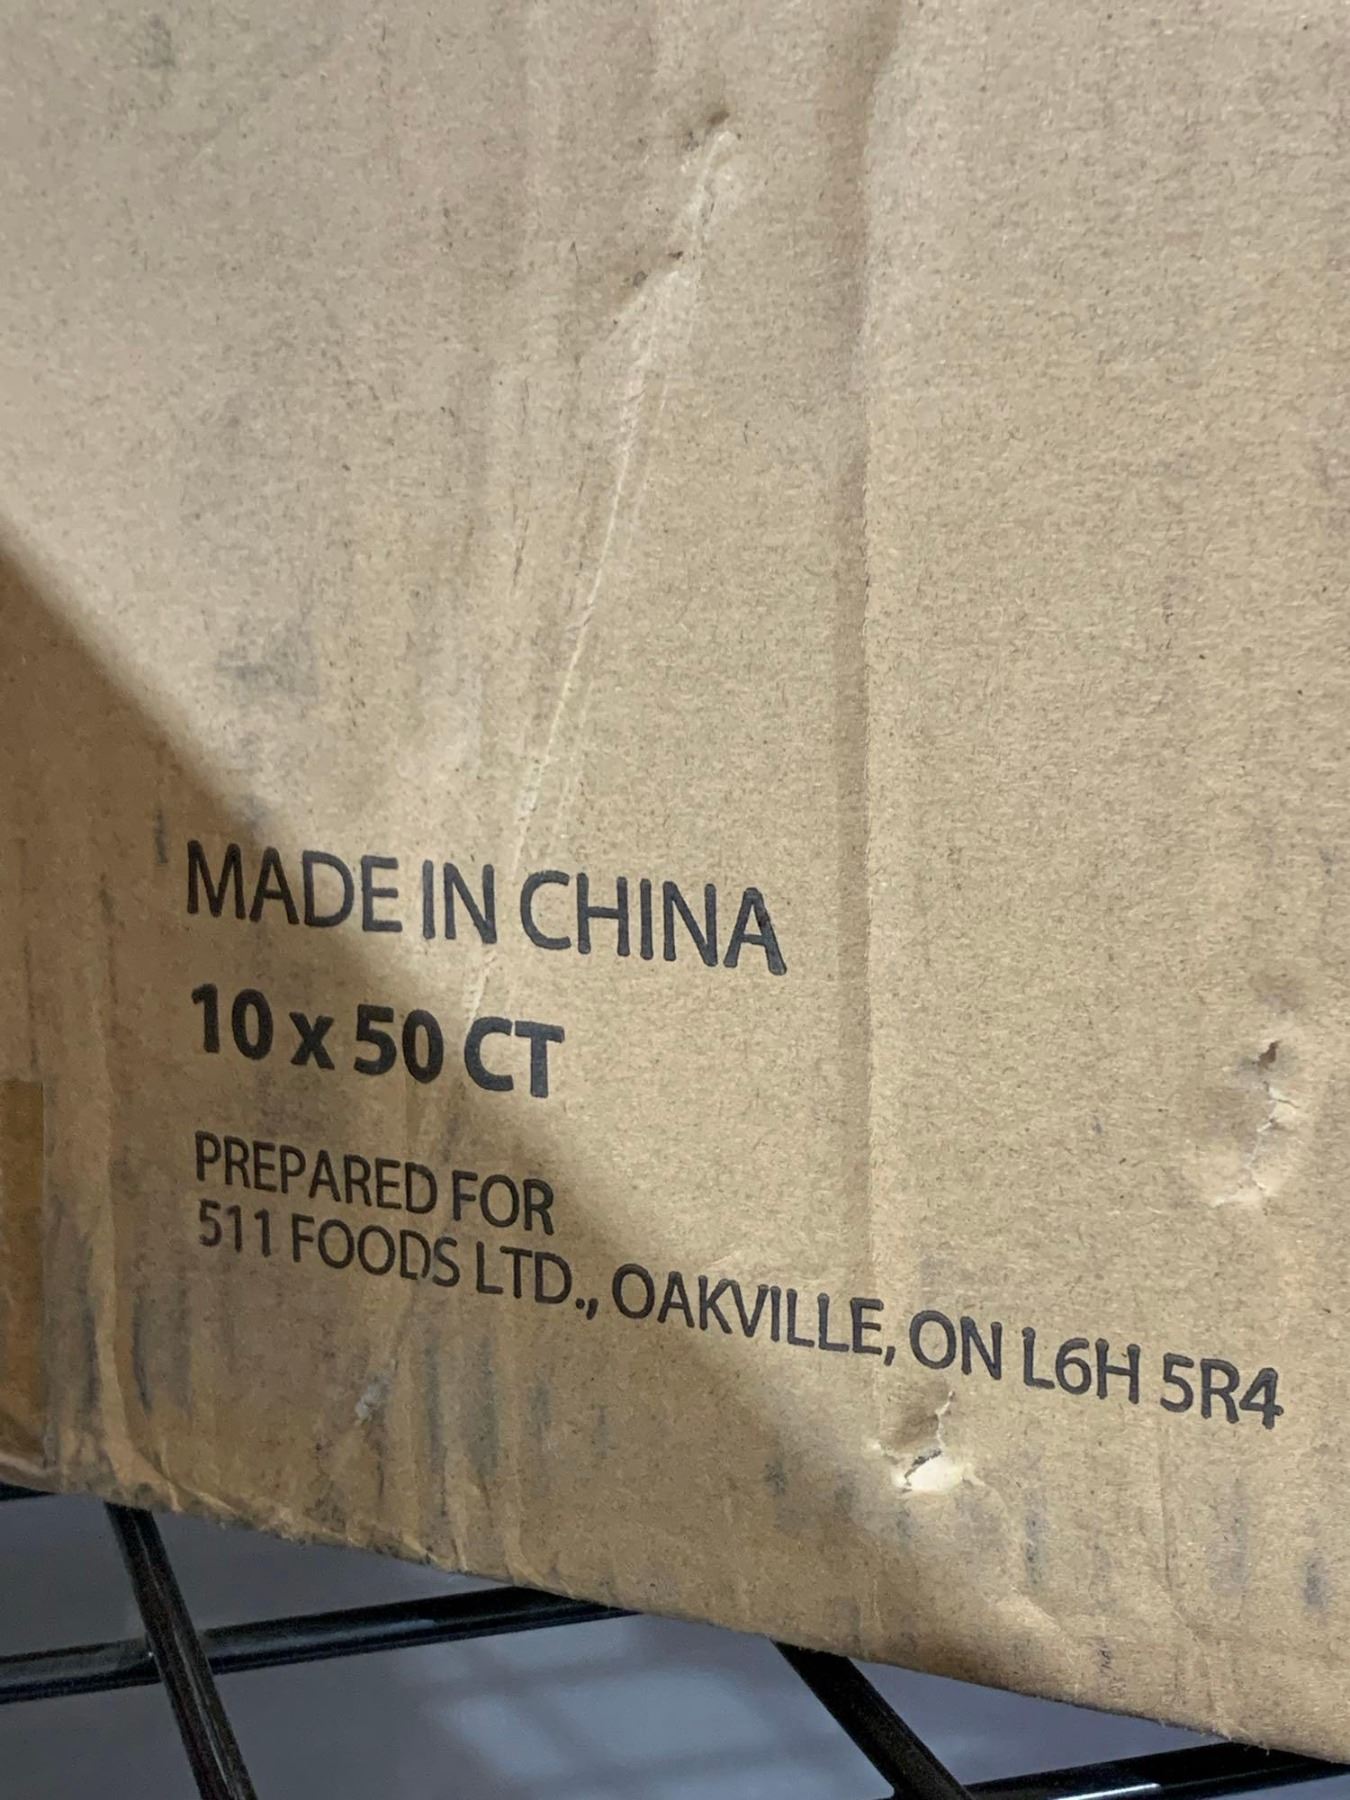 MADE IN CHINA
10 x 50 CT
PREPARED FOR
511 FOODS LTD., OAKVILLE, ON L6H 5R4